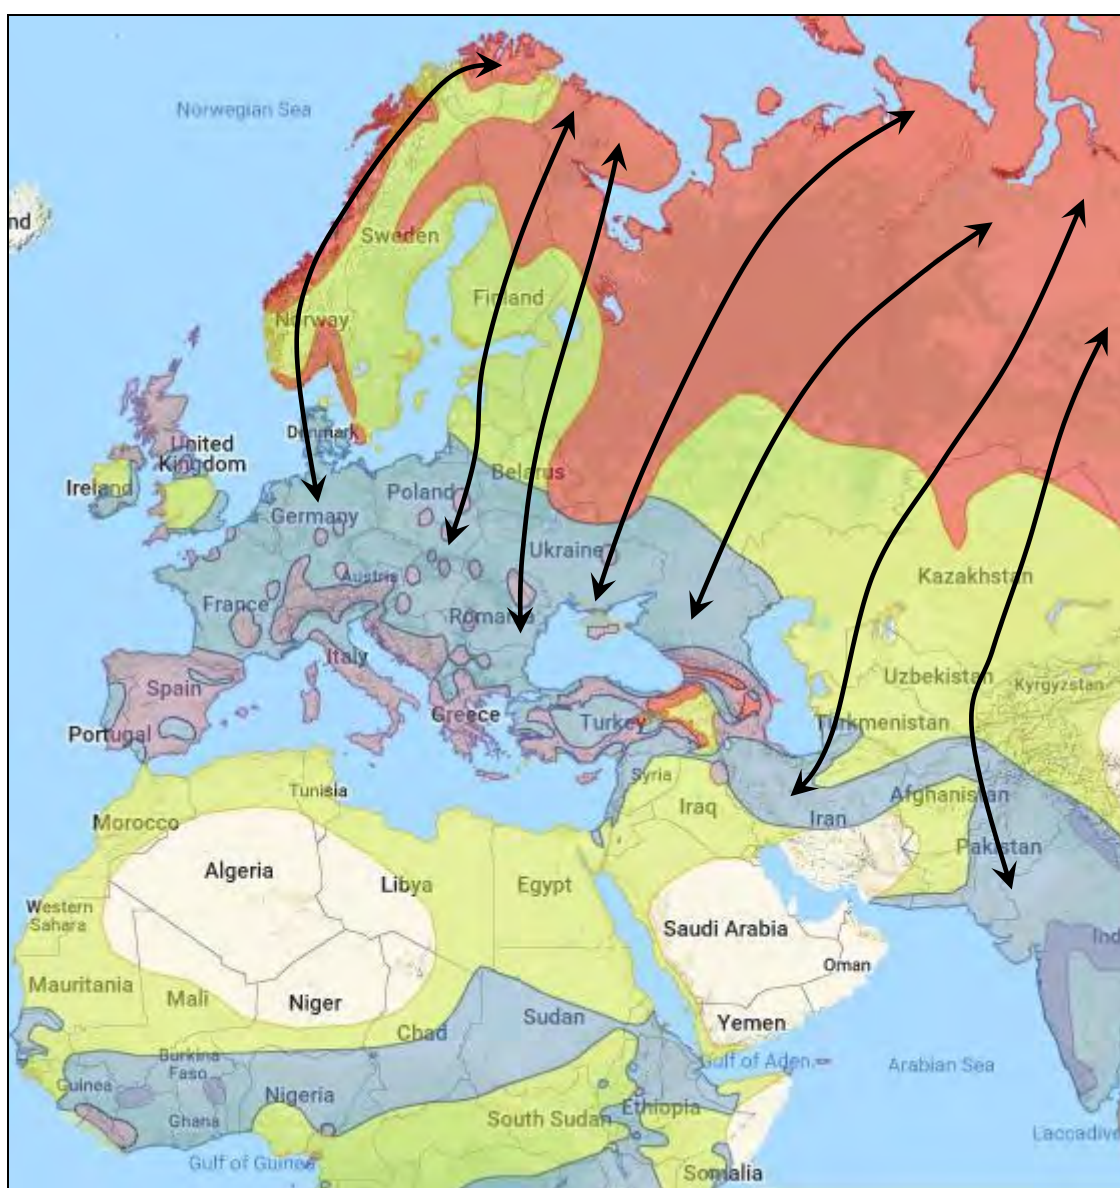 Norwegian Sea
nd
Sweden
Finland
Norway
Denmark
United
Kingdom
Ireland
Belarus
Poland
Germany
Ukraine
Austria
Kazakhstan
France
Romania
Italy
Uzbekistan
Kyrgyzstan
Spain
Greece
Turkey
Turkmenistan
Portugal
Syria
Tunisia
Afghanistan
Iraq
Iran
Morocco
Pakistan
Algeria
Libya
Egypt
Western
Sahara
Saudi Arabia
Ind
Oman
Mauritania
Mali
Niger
Sudan
Yemen
Chad
Burkina
Faso
Gulf of Aden
Arabian Sea
Guinea
Nigeria
Ethiopia
Ghana
South Sudan
Laccadive
Gulf of Guinea
Somalia